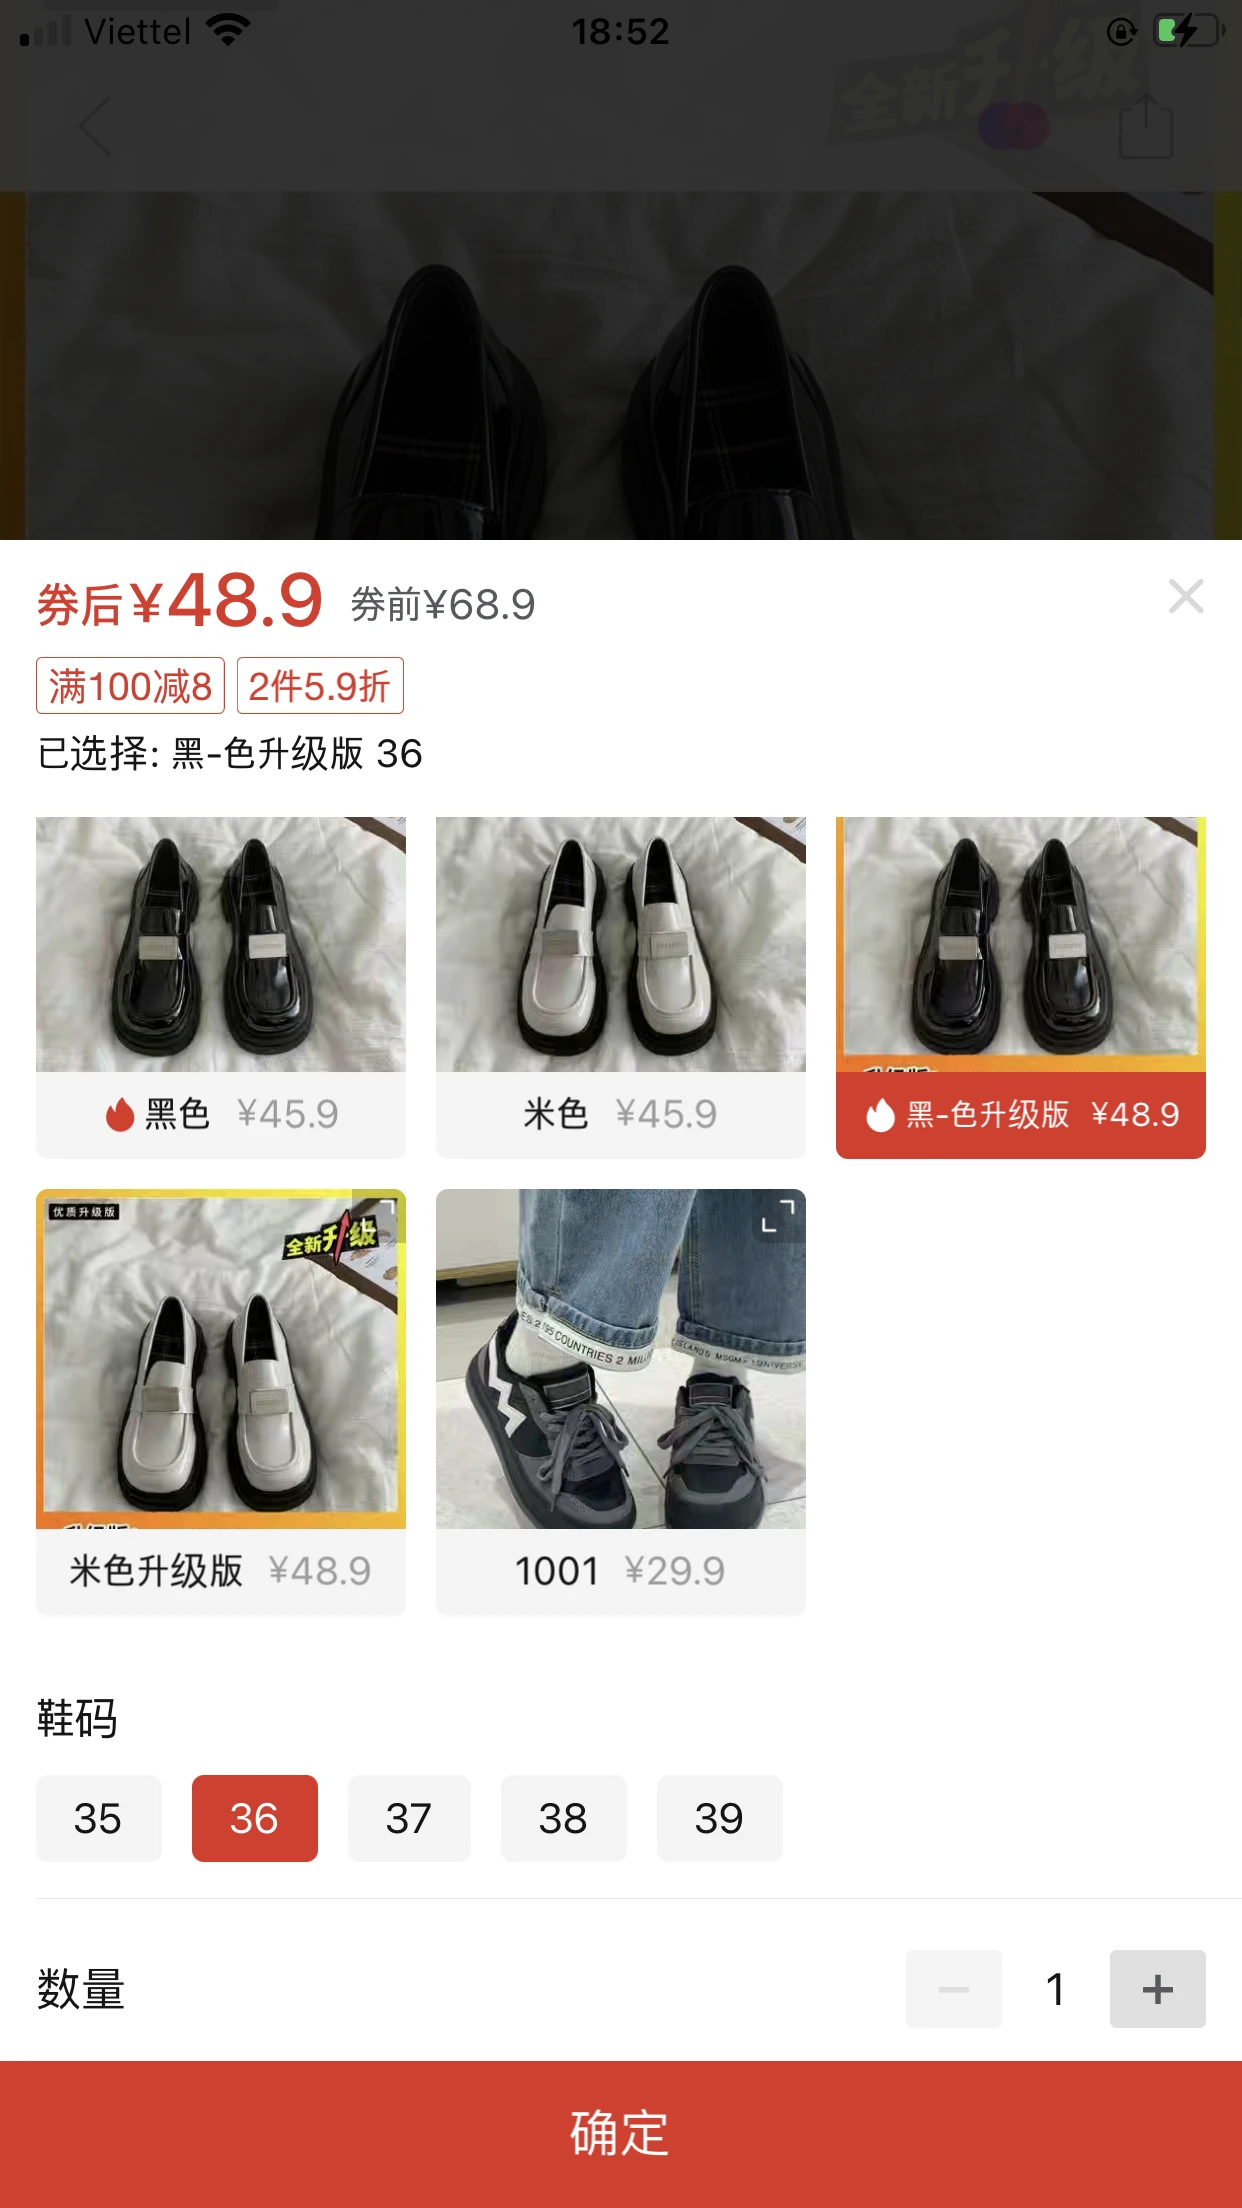 Viettel 18:52
全新升级
券后¥48.9 券前¥68.9
满100减8 2件5.9折
已选择: 黑-色升级版 36
黑色 ¥45.9
米色 ¥45.9
黑-色升级版 ¥48.9
优质升级版
全新升级
COUNTRIES 2
ISLANDS MSGM
米色升级版 ¥48.9
1001 ¥29.9
鞋码
35 36 37 38 39
数量 1
确定